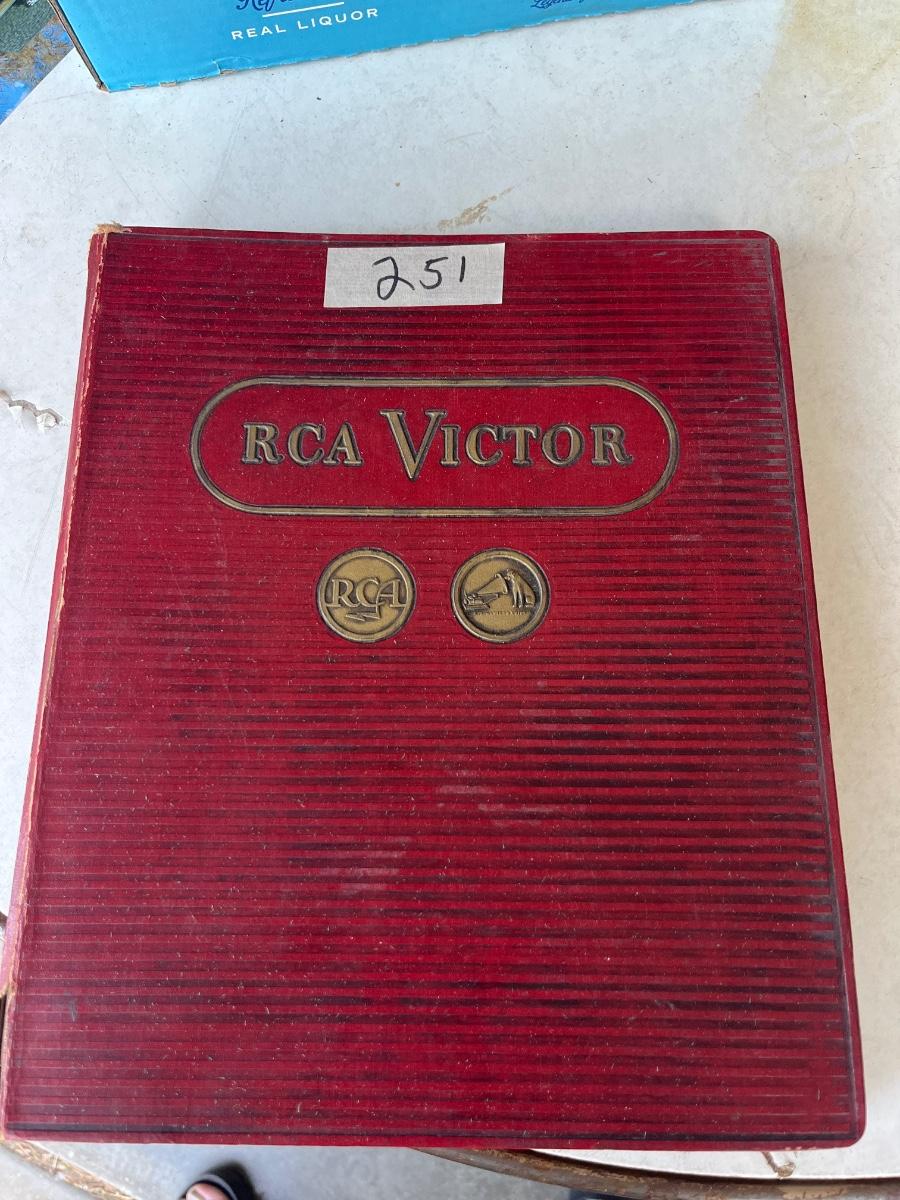 REAL LIQUOR
251
RCA VICTOR
RCA